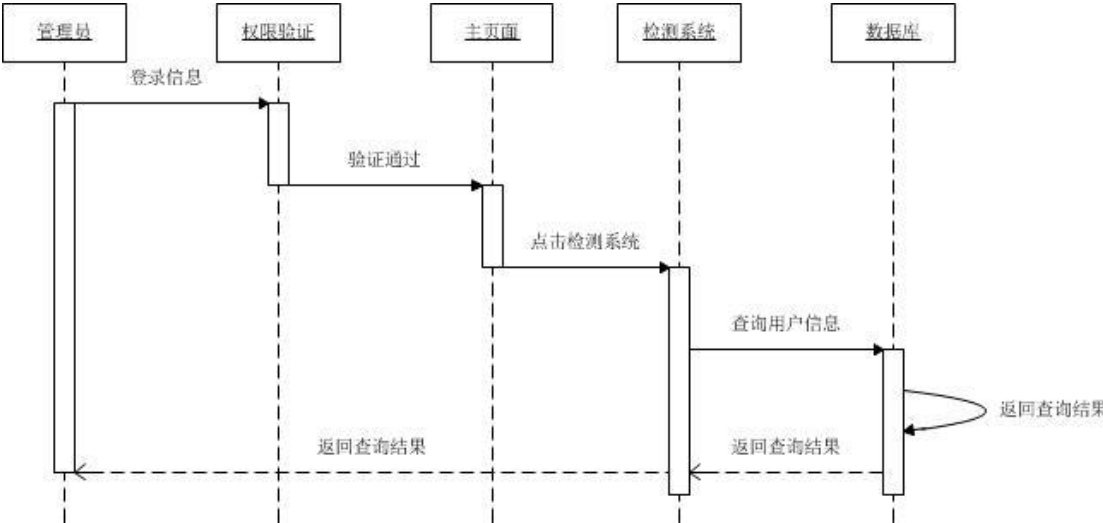 管理员
权限验证
主页面
检测系统
数据库
登录信息
验证通过
点击检测系统
查询用户信息
返回查询结果
返回查询结果
返回查询结果